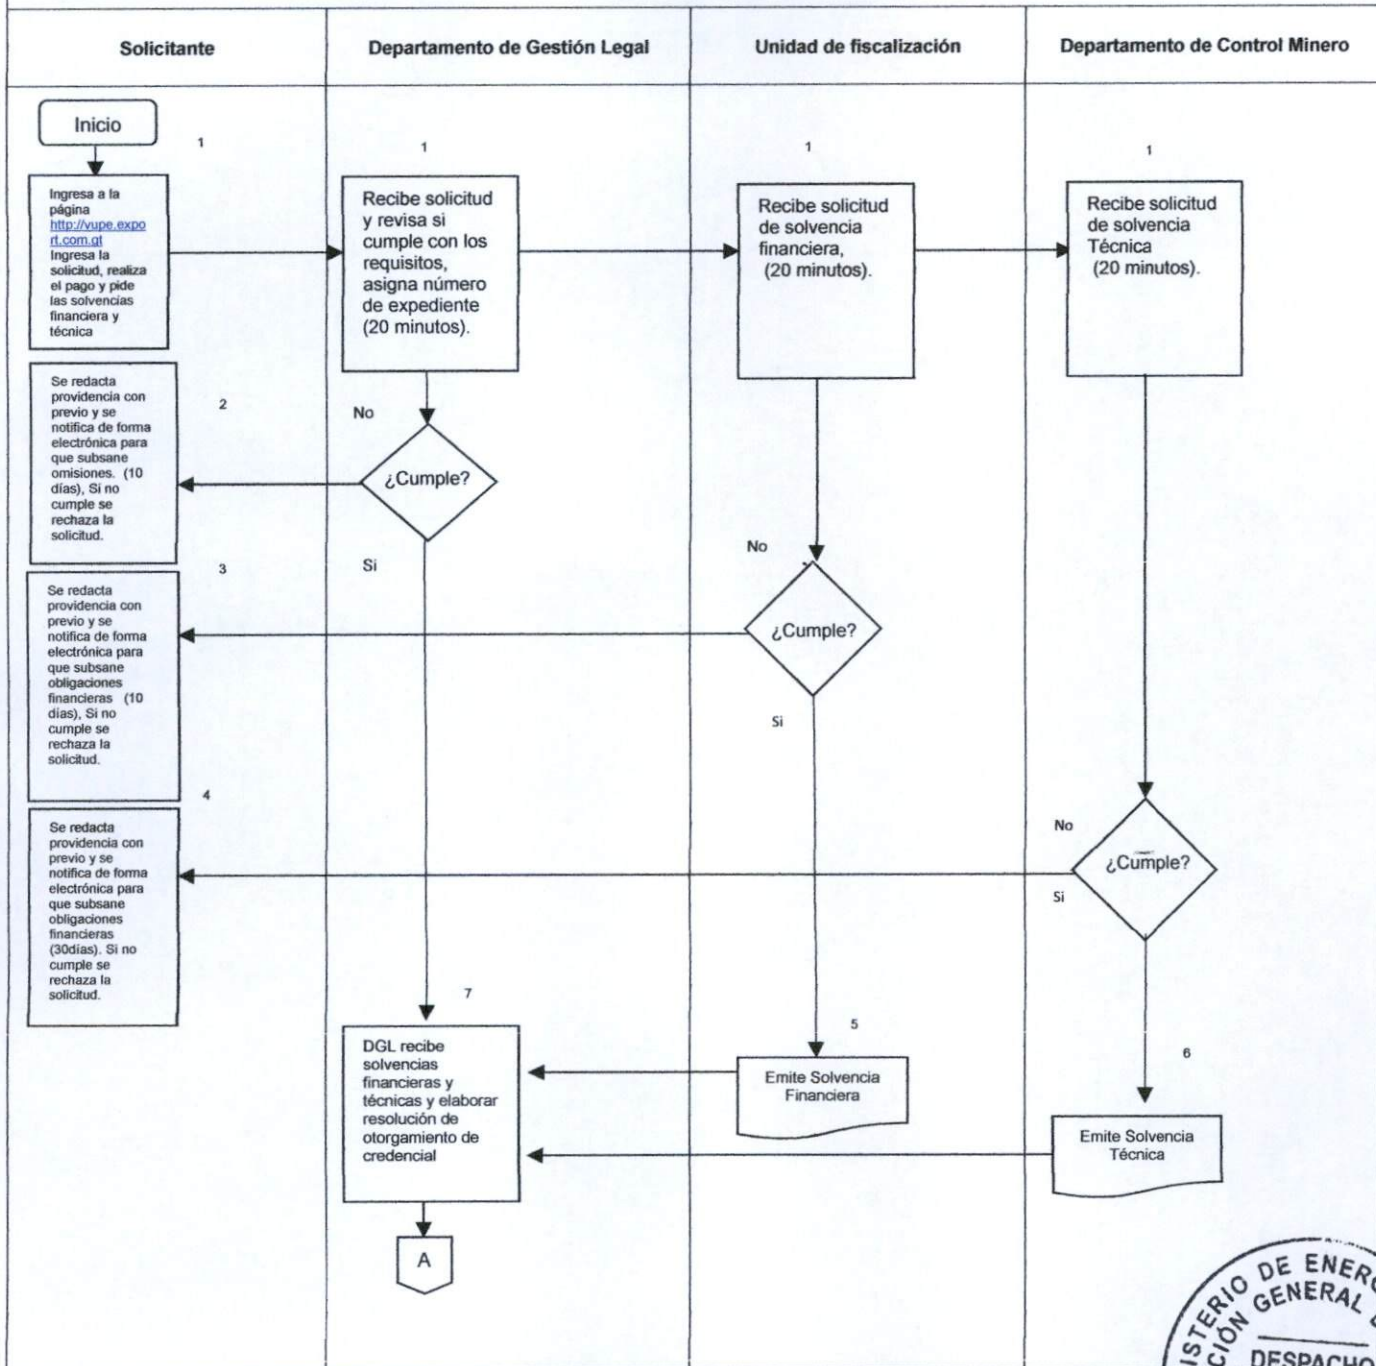 Solicitante
Departamento de Gestión Legal
Unidad de fiscalización
Departamento de Control Minero
Inicio
1
Ingresa a la
página
http://vupe.expo
rt.com.gt
Ingresa la
solicitud, realiza
el pago y pide
las solvencias
financiera y
técnica
1
Recibe solicitud
y revisa si
cumple con los
requisitos,
asigna número
de expediente
(20 minutos).
1
Recibe solicitud
de solvencia
financiera,
(20 minutos).
1
Recibe solicitud
de solvencia
Técnica
(20 minutos).
2
Se redacta
providencia con
previo y se
notifica de forma
electrónica para
que subsane
omisiones. (10
días), Si no
cumple se
rechaza la
solicitud.
No
¿Cumple?
Si
3
Se redacta
providencia con
previo y se
notifica de forma
electrónica para
que subsane
obligaciones
financieras (10
días), Si no
cumple se
rechaza la
solicitud.
No
¿Cumple?
Si
4
Se redacta
providencia con
previo y se
notifica de forma
electrónica para
que subsane
obligaciones
financieras
(30días). Si no
cumple se
rechaza la
solicitud.
No
¿Cumple?
Si
7
DGL recibe
solvencias
financieras y
técnicas y elaborar
resolución de
otorgamiento de
credencial
5
Emite Solvencia
Financiera
6
Emite Solvencia
Técnica
A
ISTERIO DE ENERG
CIÓN GENERAL
DESPACHO